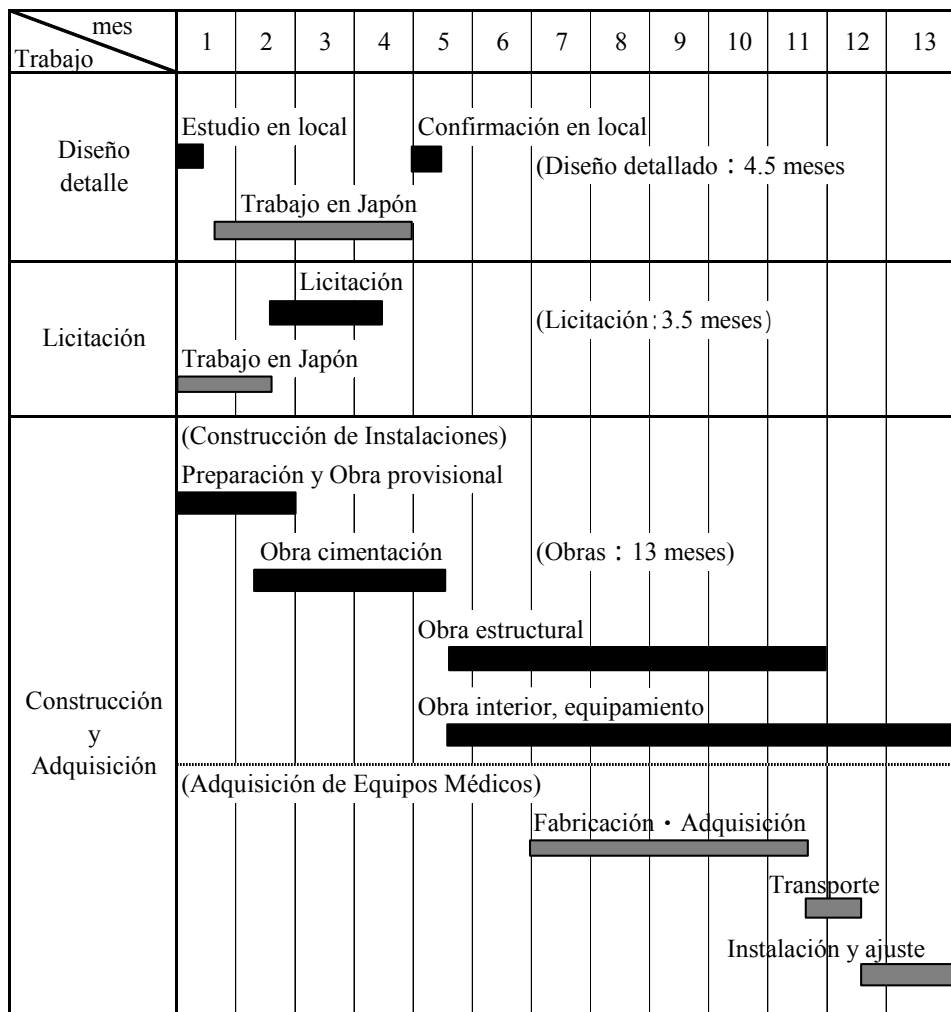 mes
Trabajo
1 2 3 4 5 6 7 8 9 10 11 12 13
Diseño
detalle
Estudio en local
Confirmación en local
(Diseño detallado：4.5 meses
Trabajo en Japón
Licitación
Licitación
(Licitación：3.5 meses)
Trabajo en Japón
Construcción
y
Adquisición
(Construcción de Instalaciones)
Preparación y Obra provisional
Obra cimentación
(Obras：13 meses)
Obra estructural
Obra interior, equipamiento
(Adquisición de Equipos Médicos)
Fabricación・Adquisición
Transporte
Instalación y ajuste